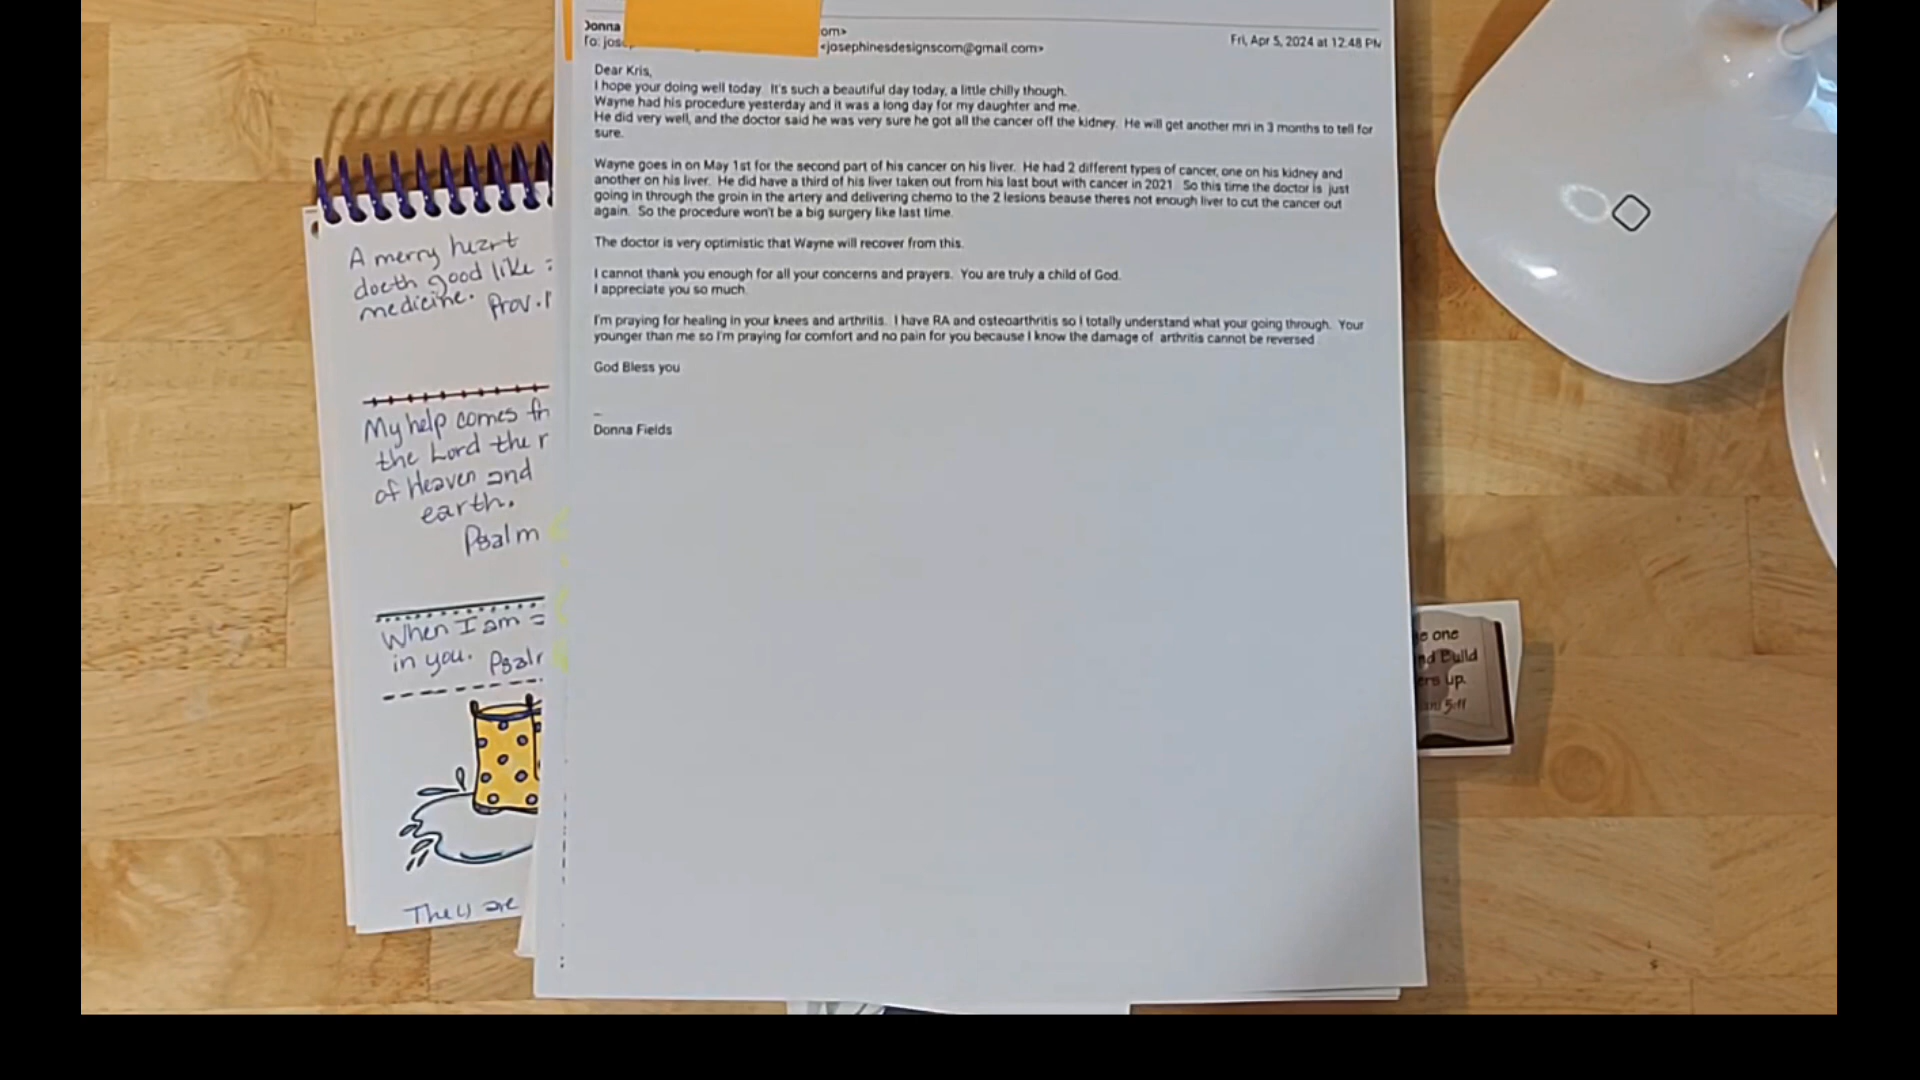 Donna
om>
To: jos
<josephinesdesignscom@gmail.com>
Fri, Apr 5, 2024 at 12:48 PM
Dear Kris,
I hope your doing well today. It's such a beautiful day today, a little chilly though.
Wayne had his procedure yesterday and it was a long day for my daughter and me.
He did very well, and the doctor said he was very sure he got all the cancer off the kidney. He will get another mri in 3 months to tell for
sure.
Wayne goes in on May 1st for the second part of his cancer on his liver. He had 2 different types of cancer, one on his kidney and
another on his liver. He did have a third of his liver taken out from his last bout with cancer in 2021. So this time the doctor is just
going in through the groin in the artery and delivering chemo to the 2 lesions beause theres not enough liver to cut the cancer out
again. So the procedure won't be a big surgery like last time.
The doctor is very optimistic that Wayne will recover from this.
I cannot thank you enough for all your concerns and prayers. You are truly a child of God.
I appreciate you so much.
I'm praying for healing in your knees and arthritis. I have RA and osteoarthritis so I totally understand what your going through. Your
younger than me so I'm praying for comfort and no pain for you because I know the damage of arthritis cannot be reversed.
God Bless you
--
Donna Fields
A merry heart
doeth good like a
medicine. Prov. 1
My help comes fr
the Lord the
of Heaven and
earth.
Psalm
When I am a
in you. Psal
They are
e one
nd Build
ers up.
5:11